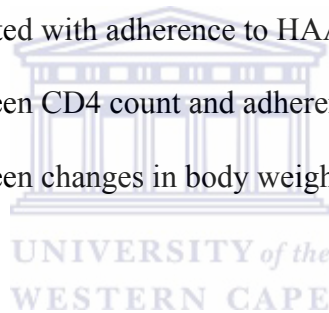 ted with adherence to HAA
en CD4 count and adheren
een changes in body weigh
UNIVERSITY of the
WESTERN CAPE